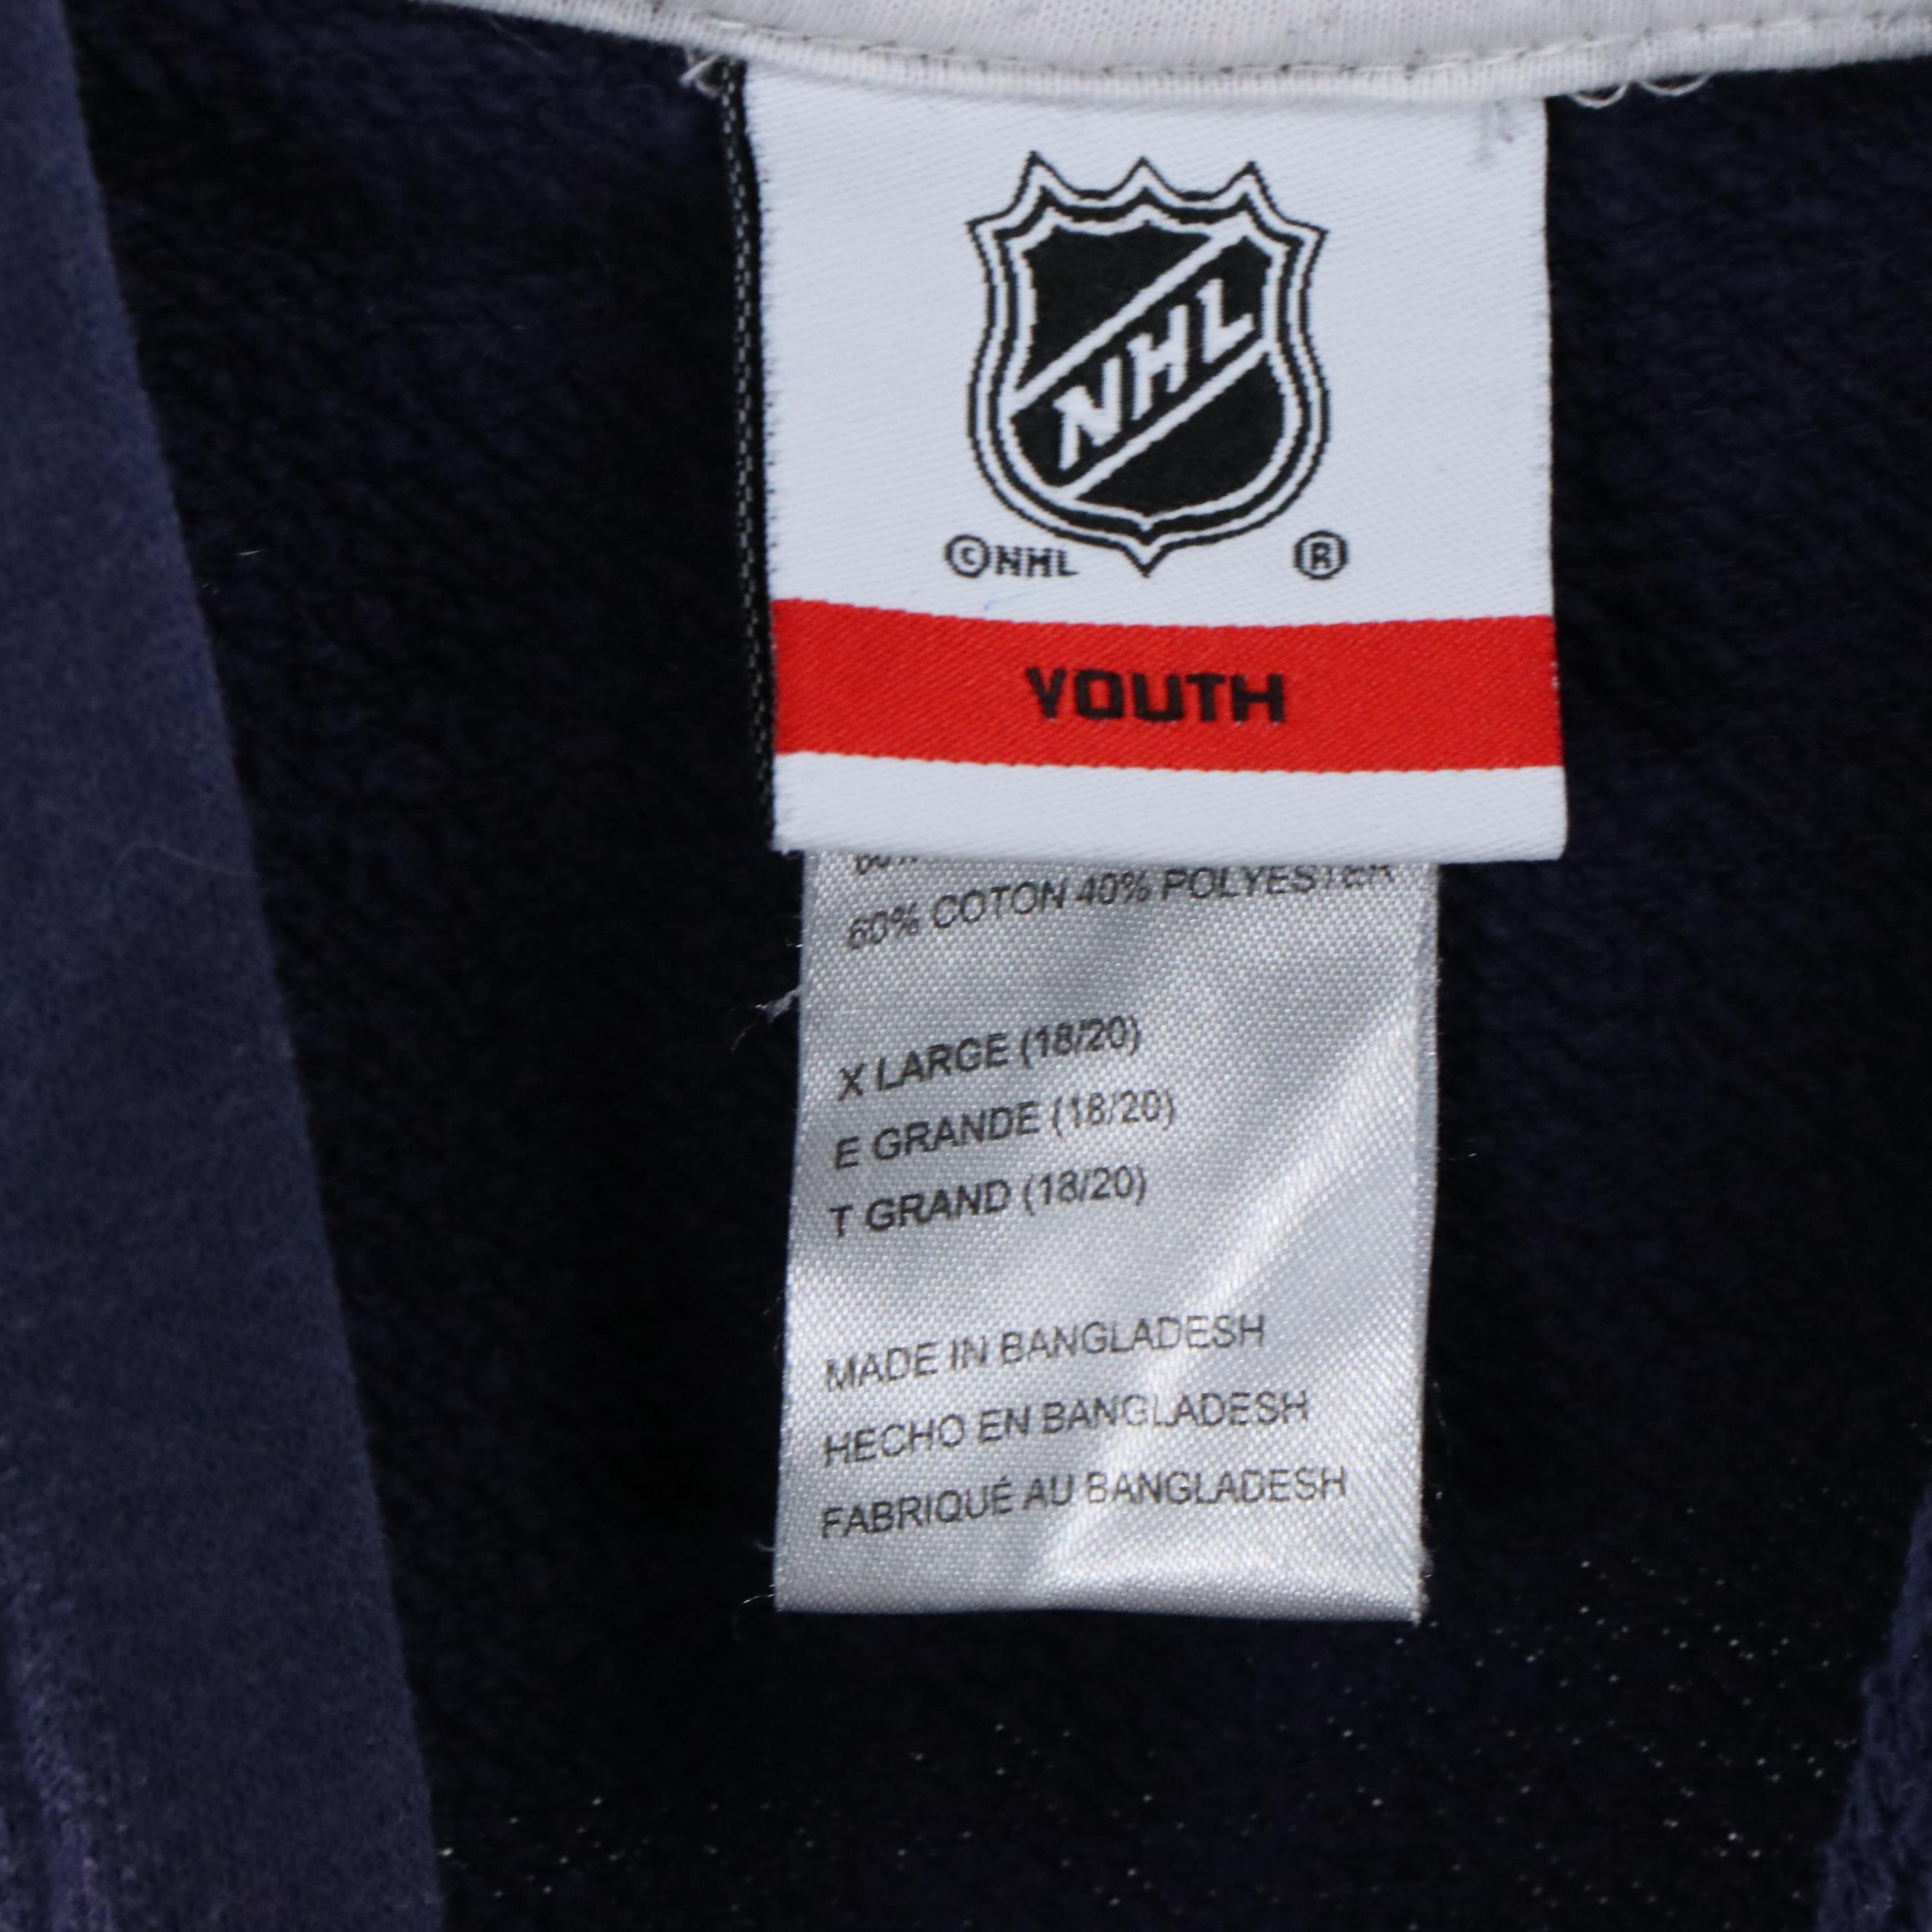 NHL
©NHL ®
YOUTH
60% COTON 40% POLYESTER
X LARGE (18/20)
E GRANDE (18/20)
T GRAND (18/20)
MADE IN BANGLADESH
HECHO EN BANGLADESH
FABRIQUÉ AU BANGLADESH